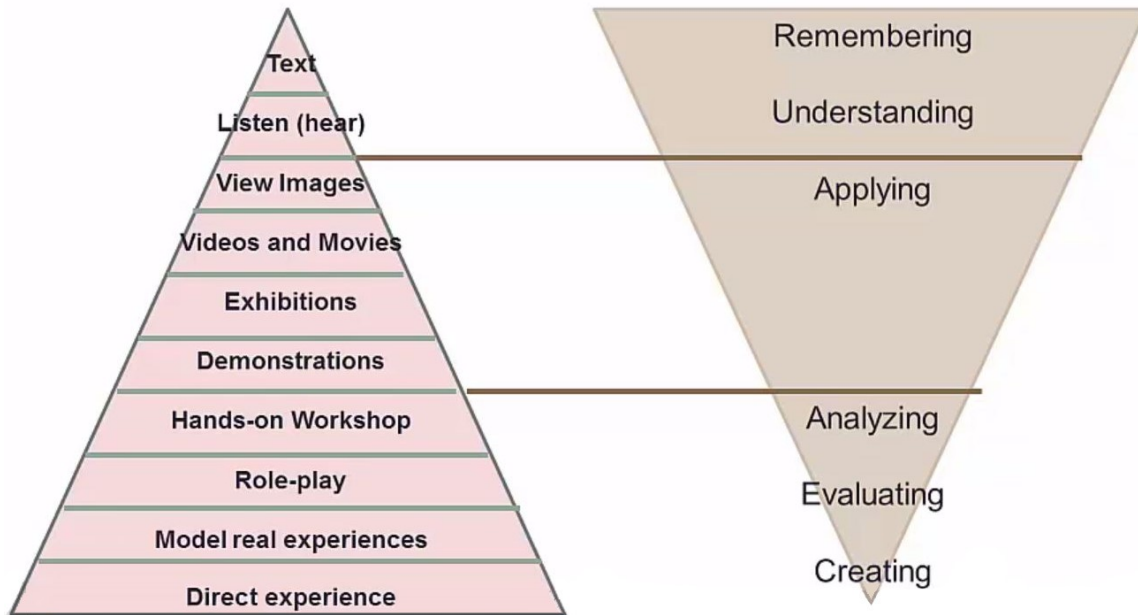 Text
Listen (hear)
View Images
Videos and Movies
Exhibitions
Demonstrations
Hands-on Workshop
Role-play
Model real experiences
Direct experience
Remembering
Understanding
Applying
Analyzing
Evaluating
Creating